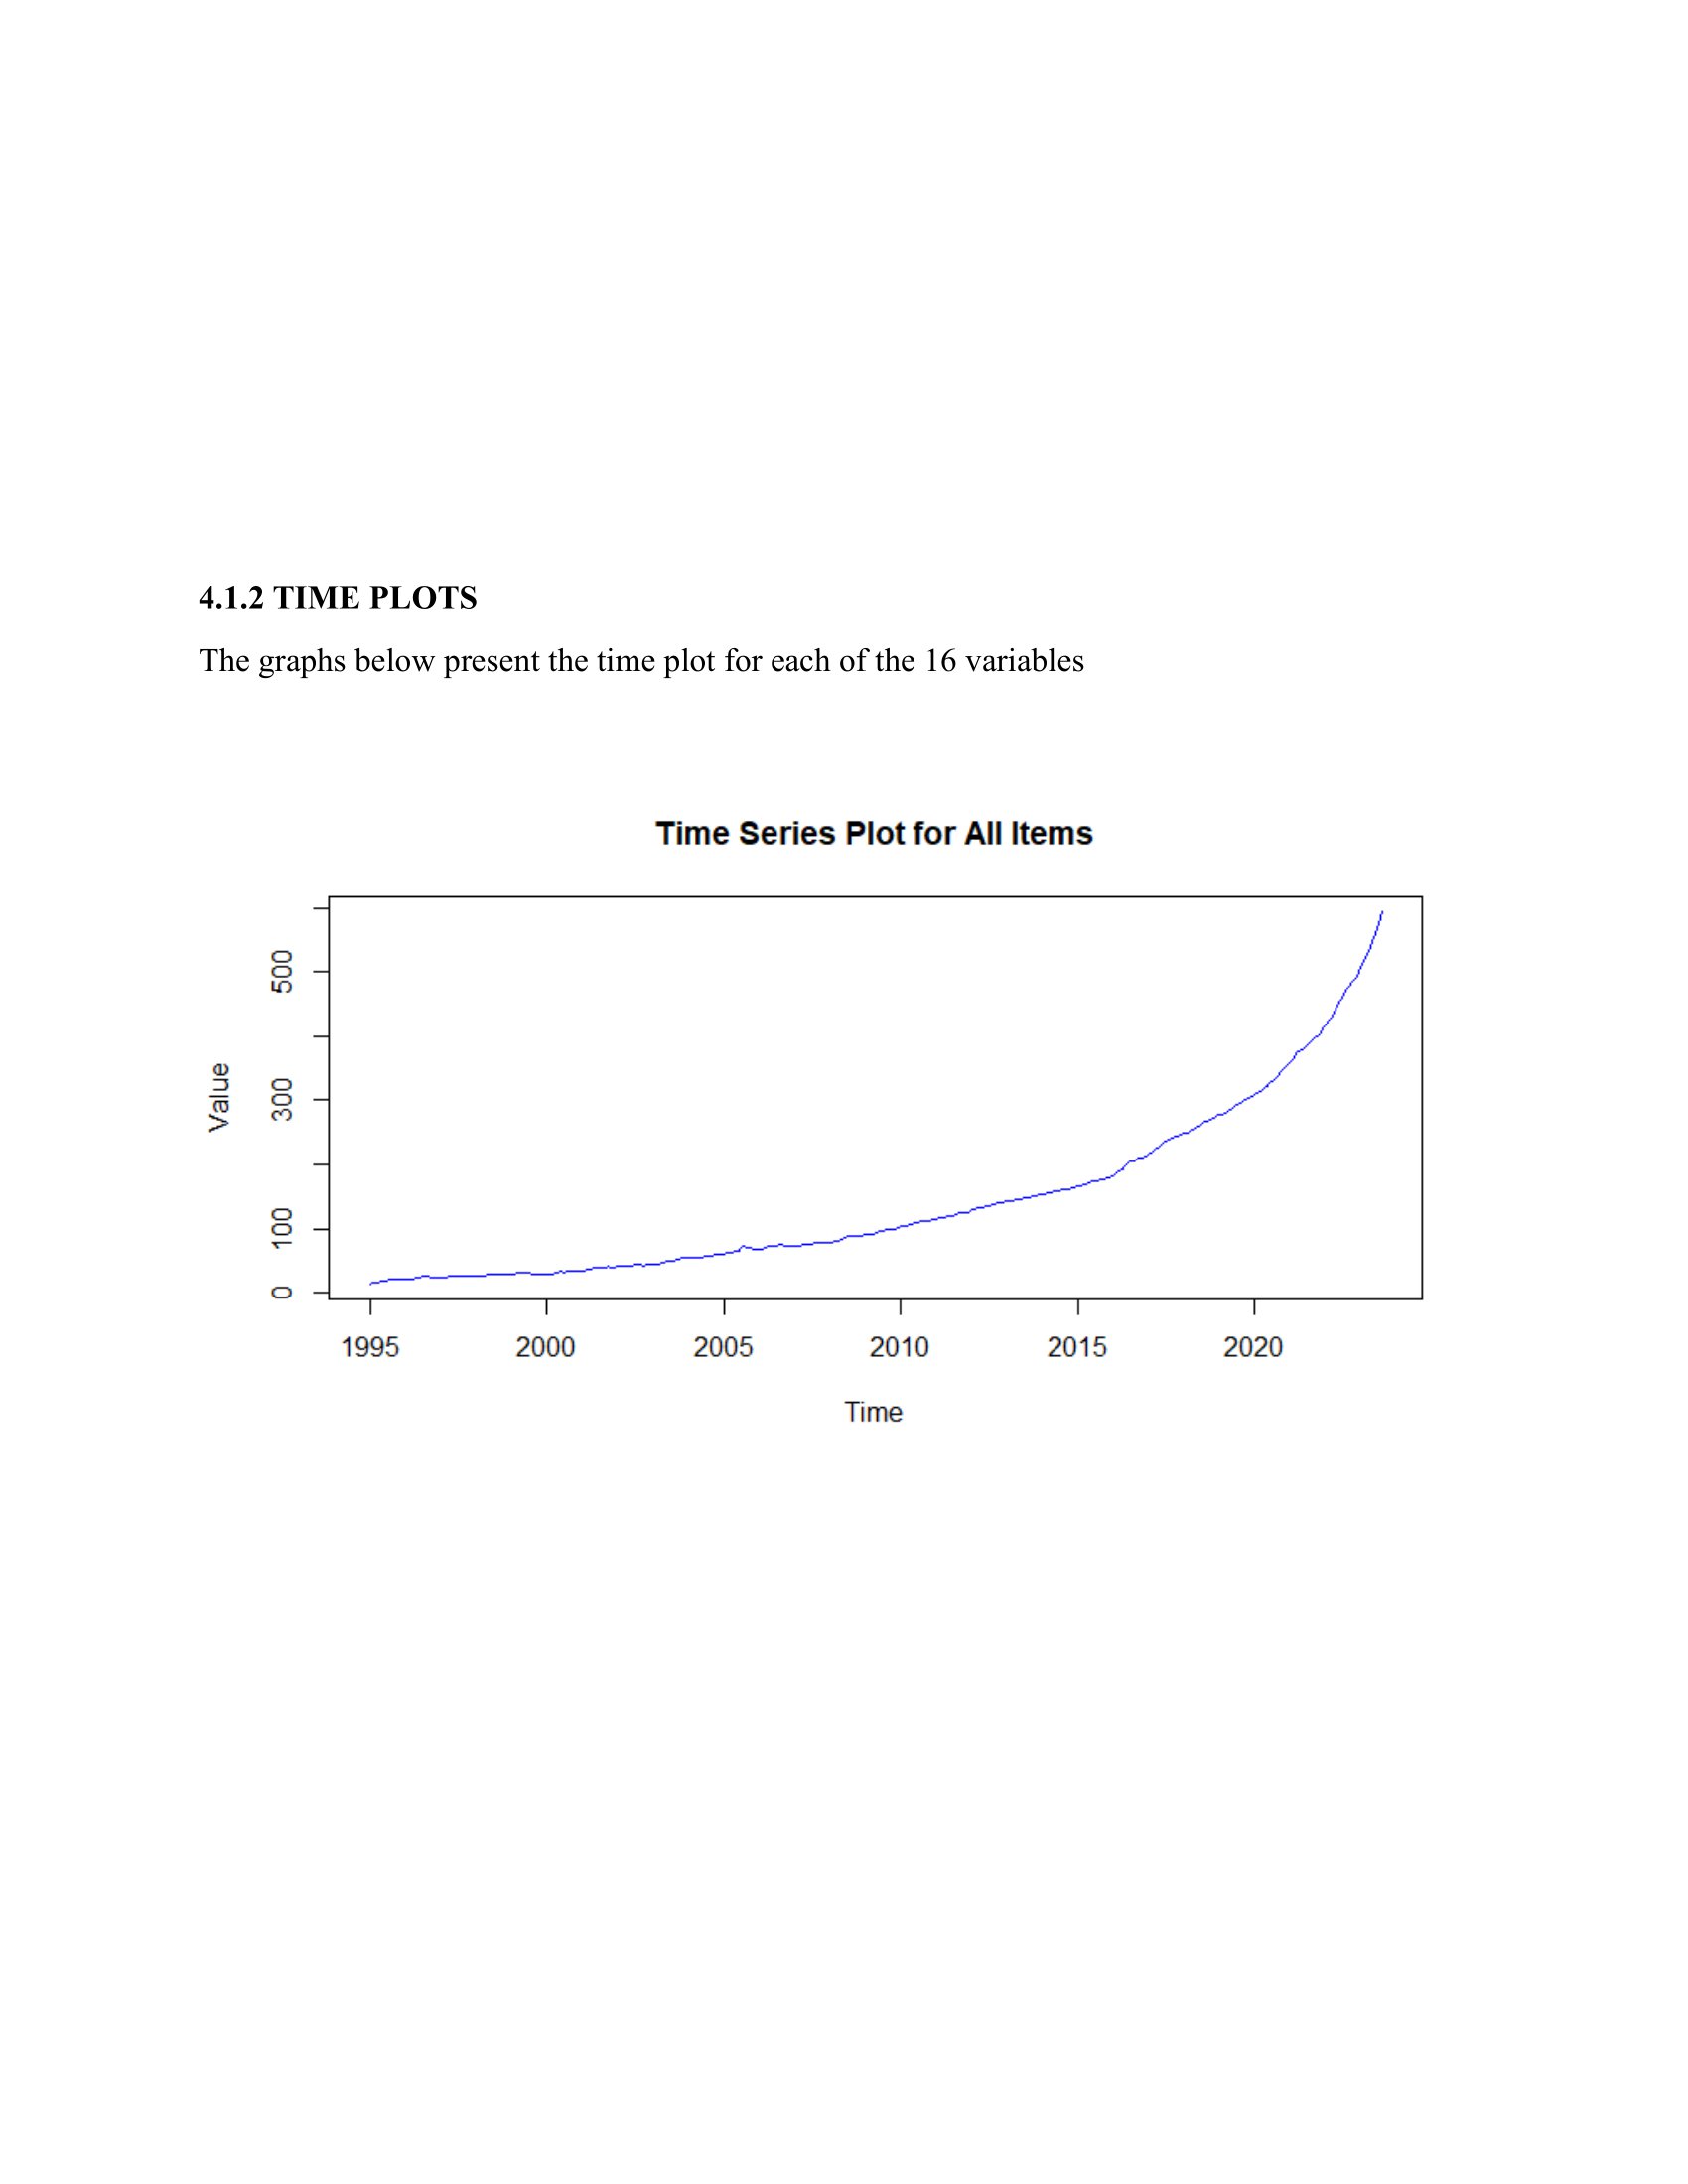 4.1.2 TIME PLOTS
The graphs below present the time plot for each of the 16 variables
Time Series Plot for All Items
500
300
100
0
Value
1995 2000 2005 2010 2015 2020
Time